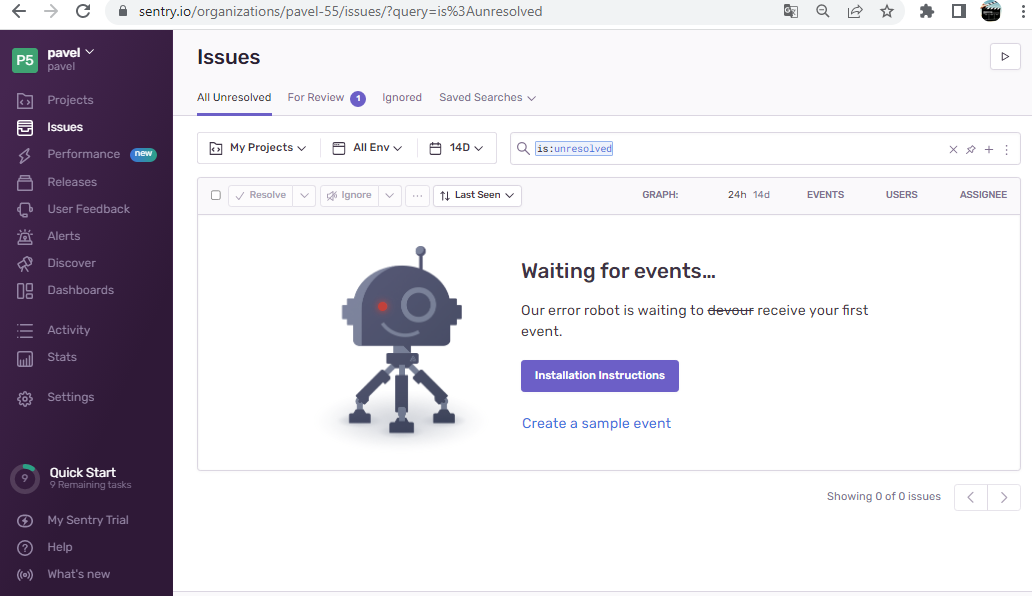 sentry.io/organizations/pavel-55/issues/?query=is%3Aunresolved
P5
pavel
pavel
Projects
Issues
Performance new
Releases
User Feedback
Alerts
Discover
Dashboards
Activity
Stats
Settings
9
Quick Start
9 Remaining tasks
My Sentry Trial
Help
What's new
Issues
All Unresolved For Review 1 Ignored Saved Searches
My Projects All Env 14D is:unresolved
Resolve Ignore Last Seen GRAPH: 24h 14d EVENTS USERS ASSIGNEE
Waiting for events…
Our error robot is waiting to devour receive your first
event.
Installation Instructions
Create a sample event
Showing 0 of 0 issues